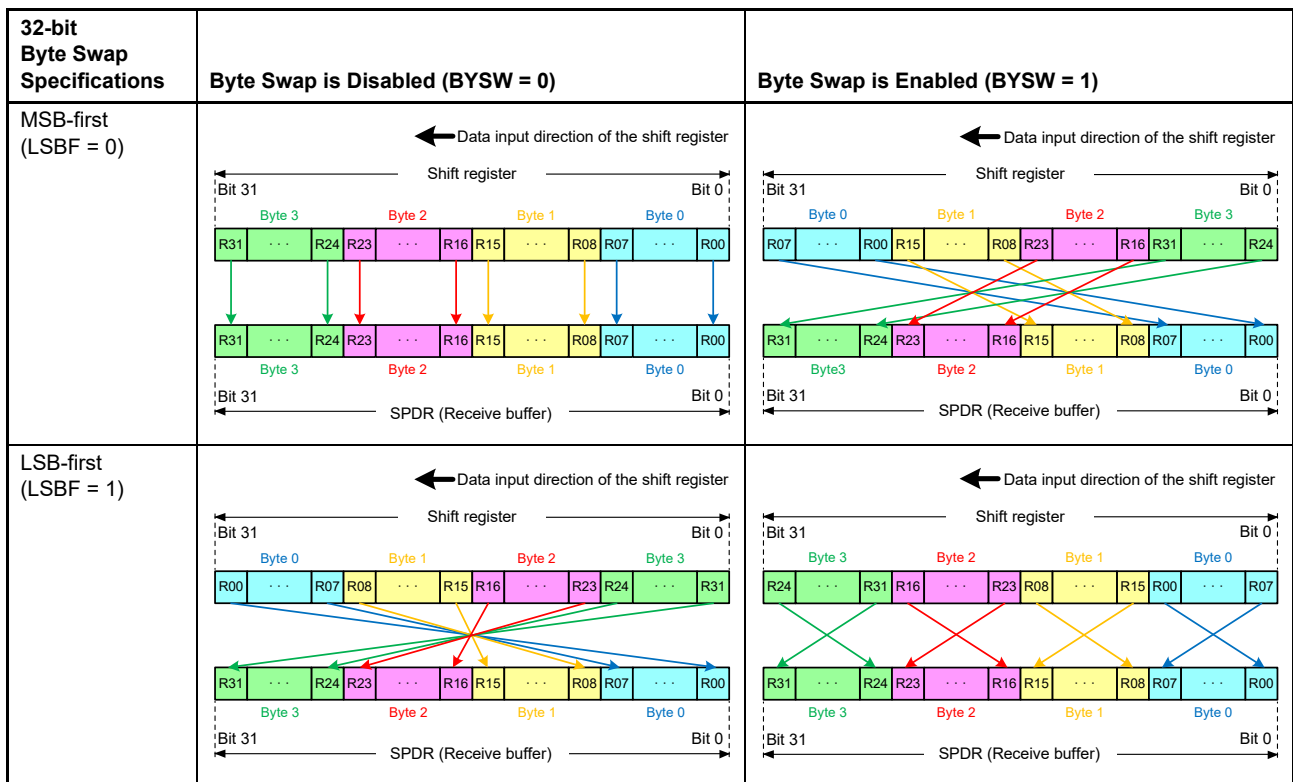 32-bit
Byte Swap
Specifications
Byte Swap is Disabled (BYSW = 0)
Byte Swap is Enabled (BYSW = 1)
MSB-first
(LSBF = 0)
Data input direction of the shift register
Shift register
Bit 31 Bit 0
Byte 3 Byte 2 Byte 1 Byte 0
R31 · · · R24 R23 · · · R16 R15 · · · R08 R07 · · · R00
R31 · · · R24 R23 · · · R16 R15 · · · R08 R07 · · · R00
Byte 3 Byte 2 Byte 1 Byte 0
Bit 31 Bit 0
SPDR (Receive buffer)
Data input direction of the shift register
Shift register
Bit 31 Bit 0
Byte 0 Byte 1 Byte 2 Byte 3
R07 · · · R00 R15 · · · R08 R23 · · · R16 R31 · · · R24
R31 · · · R24 R23 · · · R16 R15 · · · R08 R07 · · · R00
Byte3 Byte 2 Byte 1 Byte 0
Bit 31 Bit 0
SPDR (Receive buffer)
LSB-first
(LSBF = 1)
Data input direction of the shift register
Shift register
Bit 31 Bit 0
Byte 0 Byte 1 Byte 2 Byte 3
R00 · · · R07 R08 · · · R15 R16 · · · R23 R24 · · · R31
R31 · · · R24 R23 · · · R16 R15 · · · R08 R07 · · · R00
Byte 3 Byte 2 Byte 1 Byte 0
Bit 31 Bit 0
SPDR (Receive buffer)
Data input direction of the shift register
Shift register
Bit 31 Bit 0
Byte 3 Byte 2 Byte 1 Byte 0
R24 · · · R31 R16 · · · R23 R08 · · · R15 R00 · · · R07
R31 · · · R24 R23 · · · R16 R15 · · · R08 R07 · · · R00
Byte 3 Byte 2 Byte 1 Byte 0
Bit 31 Bit 0
SPDR (Receive buffer)